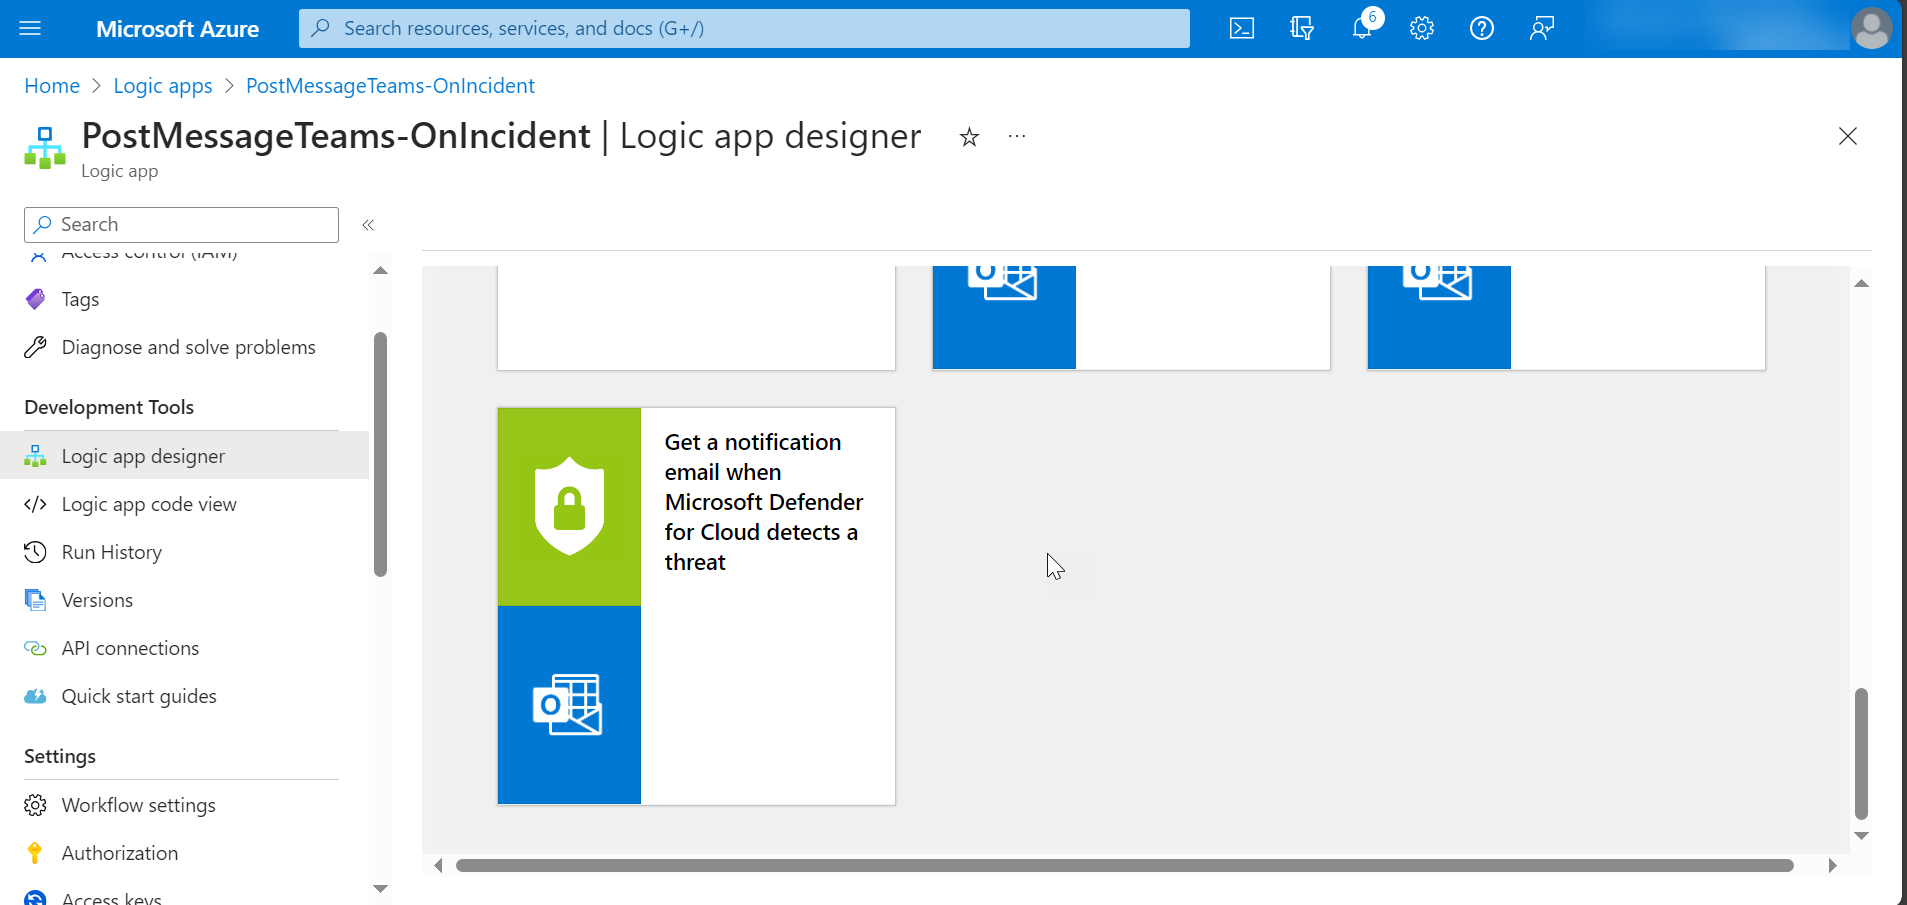 Microsoft Azure
Search resources, services, and docs (G+/)
6
Home > Logic apps > PostMessageTeams-OnIncident
PostMessageTeams-OnIncident | Logic app designer
Logic app
Search
Access control (IAM)
Tags
Diagnose and solve problems
Development Tools
Logic app designer
Logic app code view
Run History
Versions
API connections
Quick start guides
Settings
Workflow settings
Authorization
Access keys
Get a notification
email when
Microsoft Defender
for Cloud detects a
threat